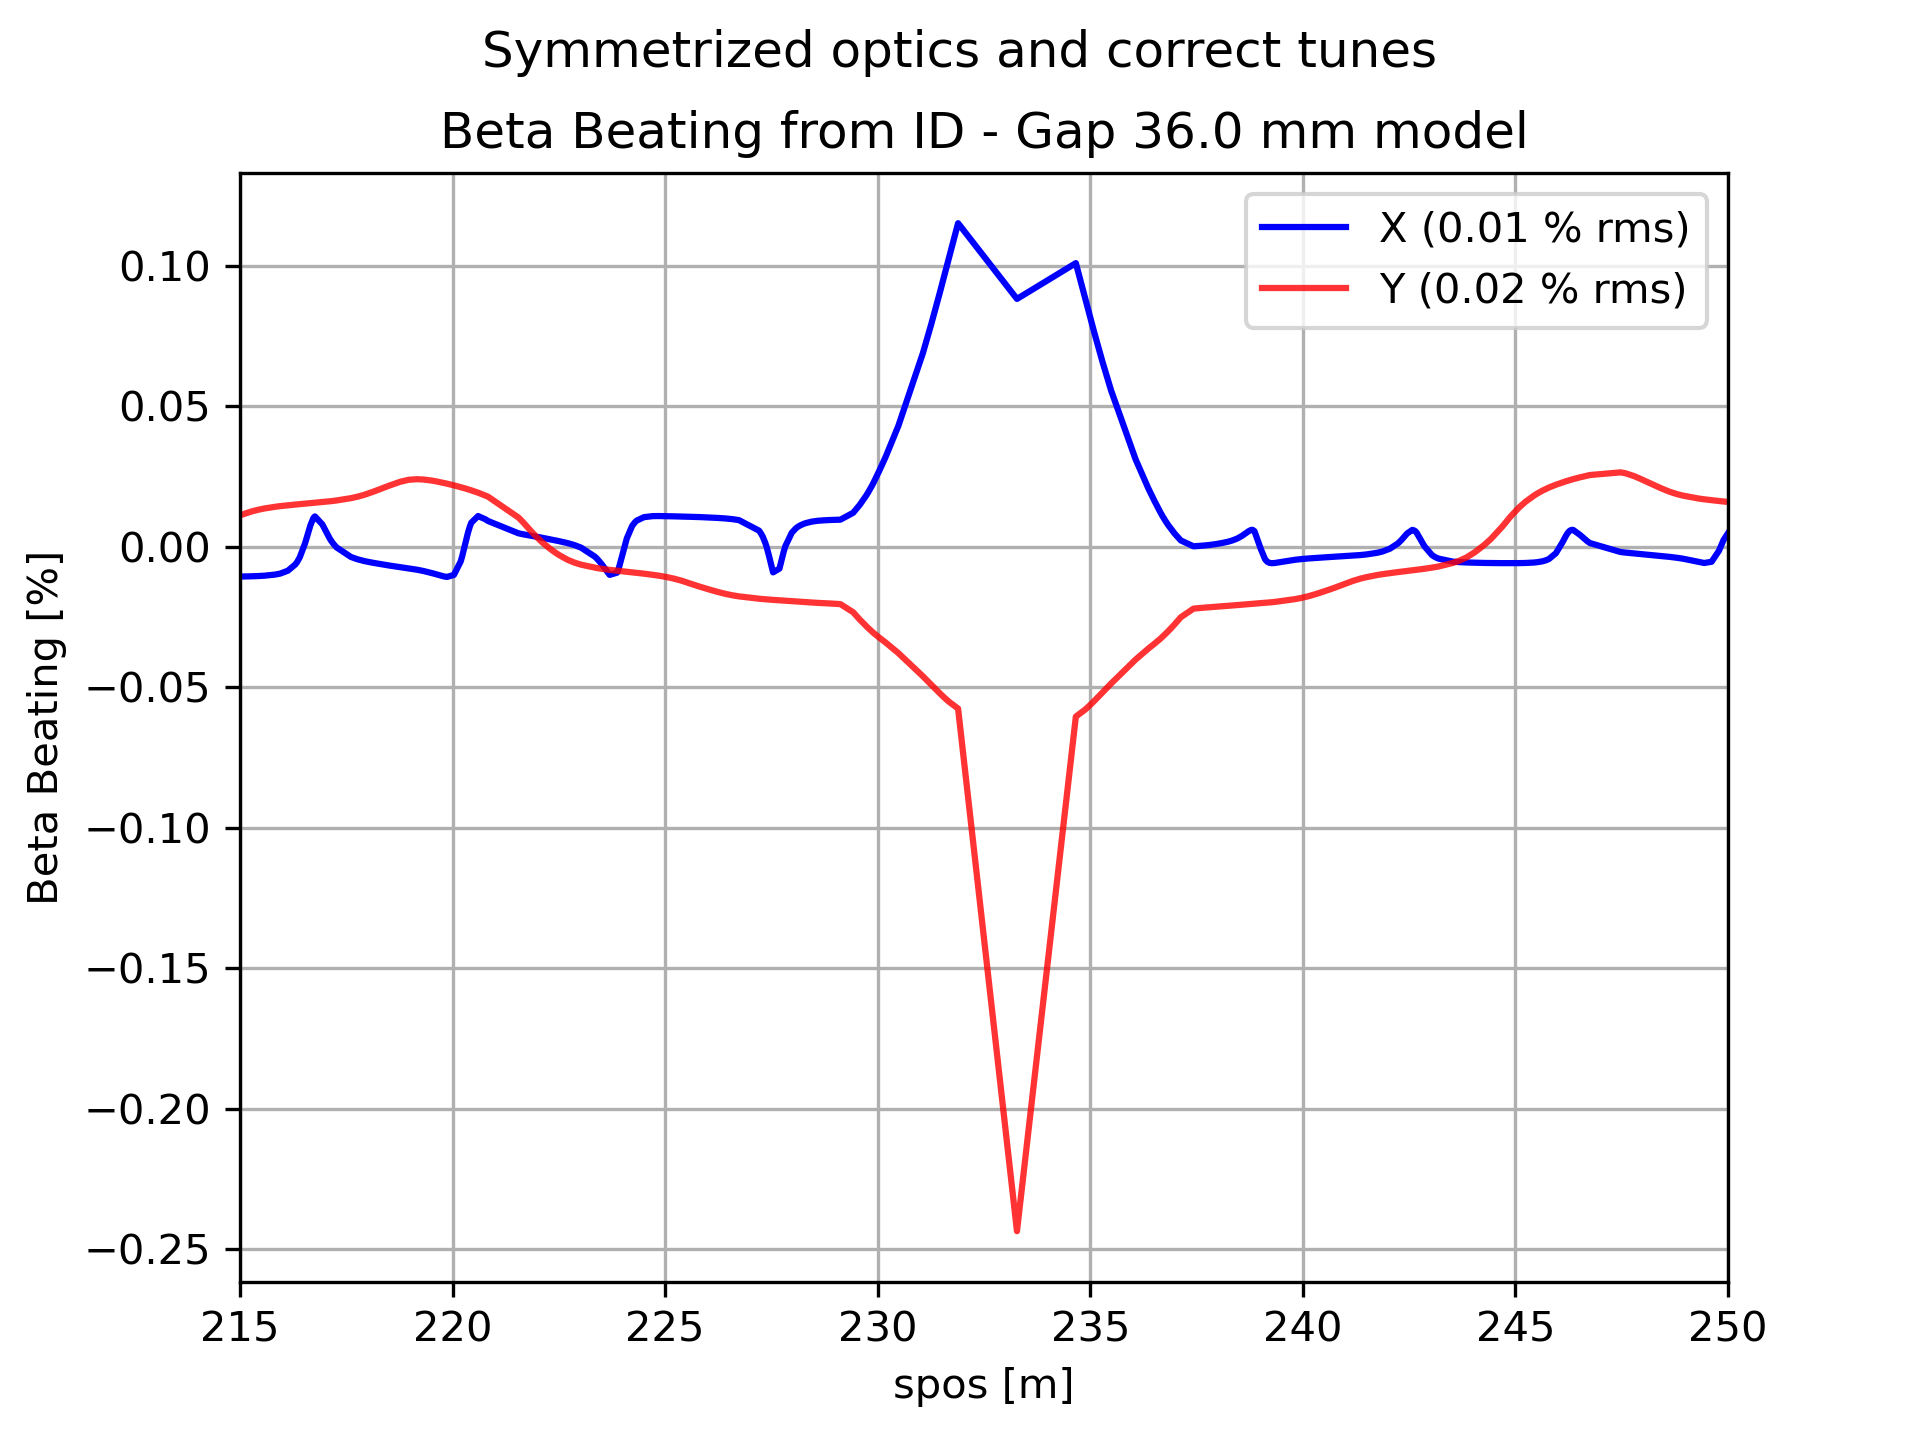 Symmetrized optics and correct tunes
Beta Beating from ID - Gap 36.0 mm model
X (0.01 % rms)
Y (0.02 % rms)
0.10
0.05
0.00
−0.05
−0.10
−0.15
−0.20
−0.25
Beta Beating [%]
215 220 225 230 235 240 245 250
spos [m]